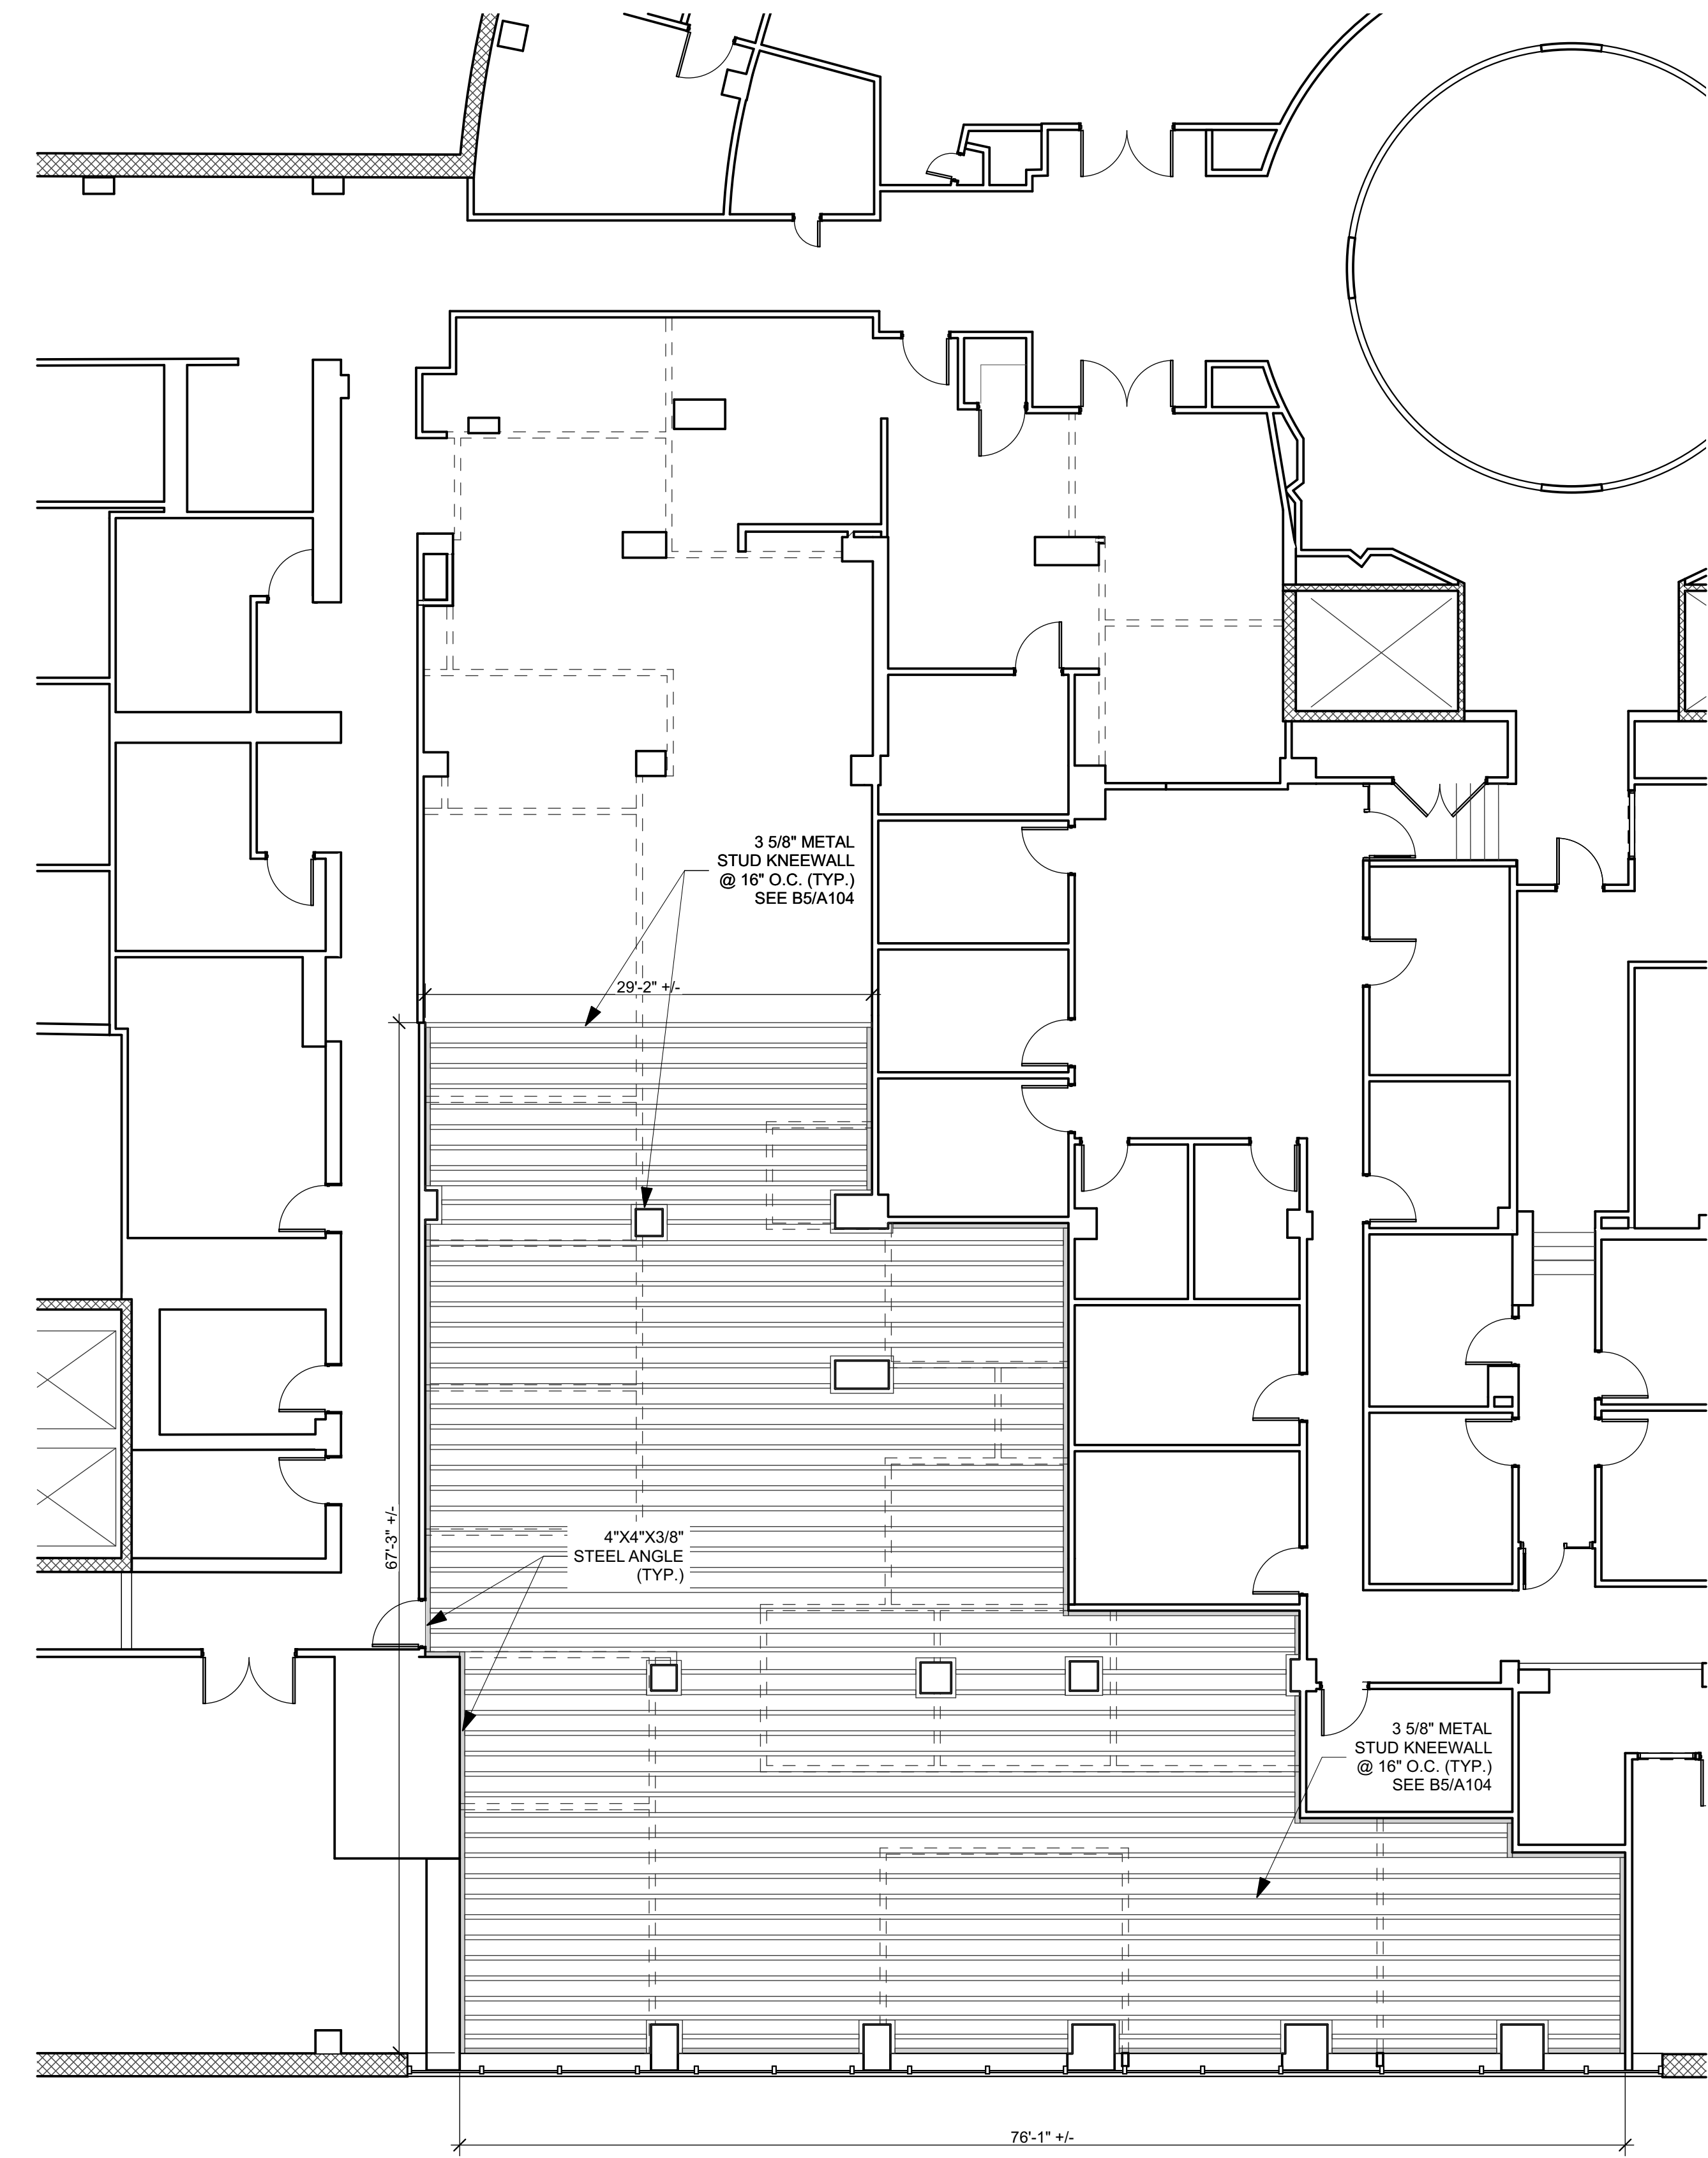 3 5/8" METAL
STUD KNEEWALL
@ 16" O.C. (TYP.)
SEE B5/A104
29'-2" +/-
67'-3" +/-
4"X4"X3/8"
STEEL ANGLE
(TYP.)
3 5/8" METAL
STUD KNEEWALL
@ 16" O.C. (TYP.)
SEE B5/A104
76'-1" +/-